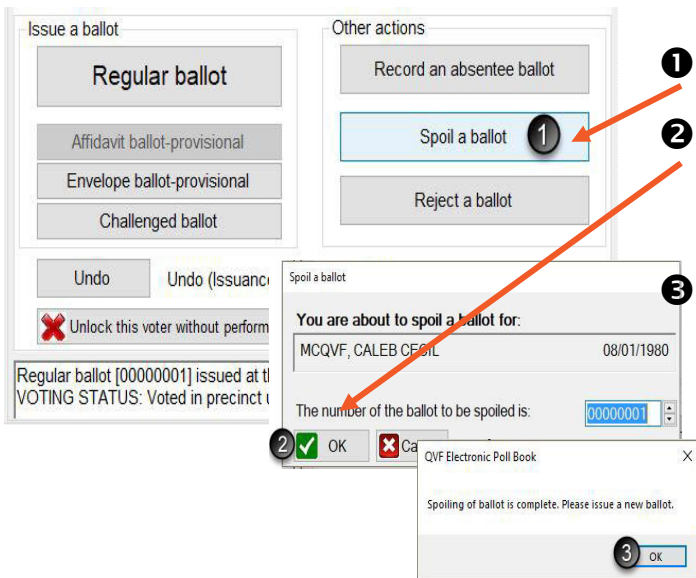 Issue a ballot
Regular ballot
Affidavit ballot-provisional
Envelope ballot-provisional
Challenged ballot
Other actions
Record an absentee ballot
Spoil a ballot 1
Reject a ballot
❶
❷
❸
Undo Undo (Issuanc
Unlock this voter without perform
Regular ballot [00000001] issued at t
VOTING STATUS: Voted in precinct u
Spoil a ballot
You are about to spoil a ballot for:
MCQVF, CALEB CECIL 08/01/1980
The number of the ballot to be spoiled is: 00000001
2 OK Ca
QVF Electronic Poll Book X
Spoiling of ballot is complete. Please issue a new ballot.
3 OK